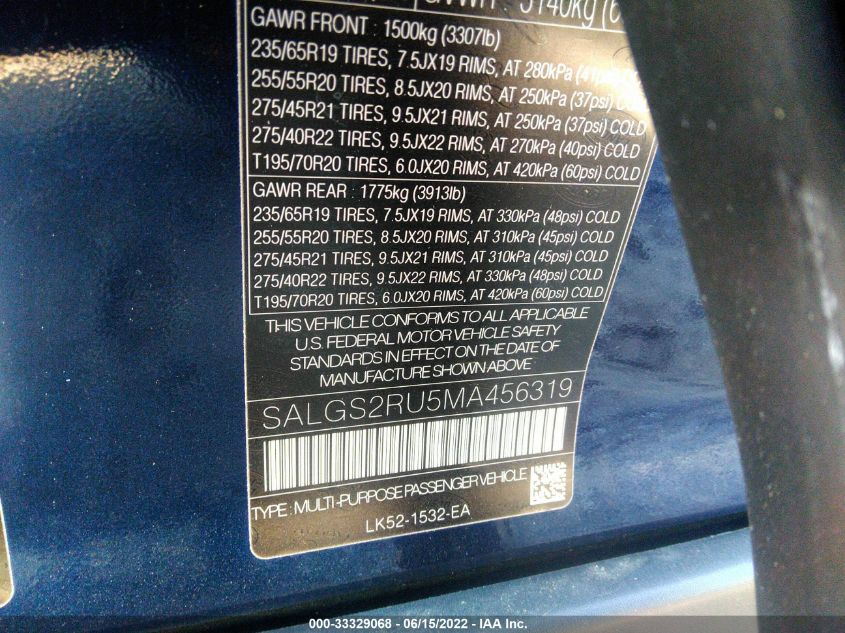 3140kg (6
GAWR FRONT : 1500kg (3307lb)
235/65R19 TIRES, 7.5JX19 RIMS, AT 280kPa (41psi) COLD
255/55R20 TIRES, 8.5JX20 RIMS, AT 250kPa (37psi) COLD
275/45R21 TIRES, 9.5JX21 RIMS, AT 250kPa (37psi) COLD
275/40R22 TIRES, 9.5JX22 RIMS, AT 270kPa (40psi) COLD
T195/70R20 TIRES, 6.0JX20 RIMS, AT 420kPa (60psi) COLD
GAWR REAR : 1775kg (3913lb)
235/65R19 TIRES, 7.5JX19 RIMS, AT 330kPa (48psi) COLD
255/55R20 TIRES, 8.5JX20 RIMS, AT 310kPa (45psi) COLD
275/45R21 TIRES, 9.5JX21 RIMS, AT 310kPa (45psi) COLD
275/40R22 TIRES, 9.5JX22 RIMS, AT 330kPa (48psi) COLD
T195/70R20 TIRES, 6.0JX20 RIMS, AT 420kPa (60psi) COLD
THIS VEHICLE CONFORMS TO ALL APPLICABLE
U.S. FEDERAL MOTOR VEHICLE SAFETY
STANDARDS IN EFFECT ON THE DATE OF
MANUFACTURE SHOWN ABOVE
SALGS2RU5MA456319
TYPE : MULTI-PURPOSE PASSENGER VEHICLE
LK52-1532-EA
000-33329068 - 06/15/2022 - IAA Inc.